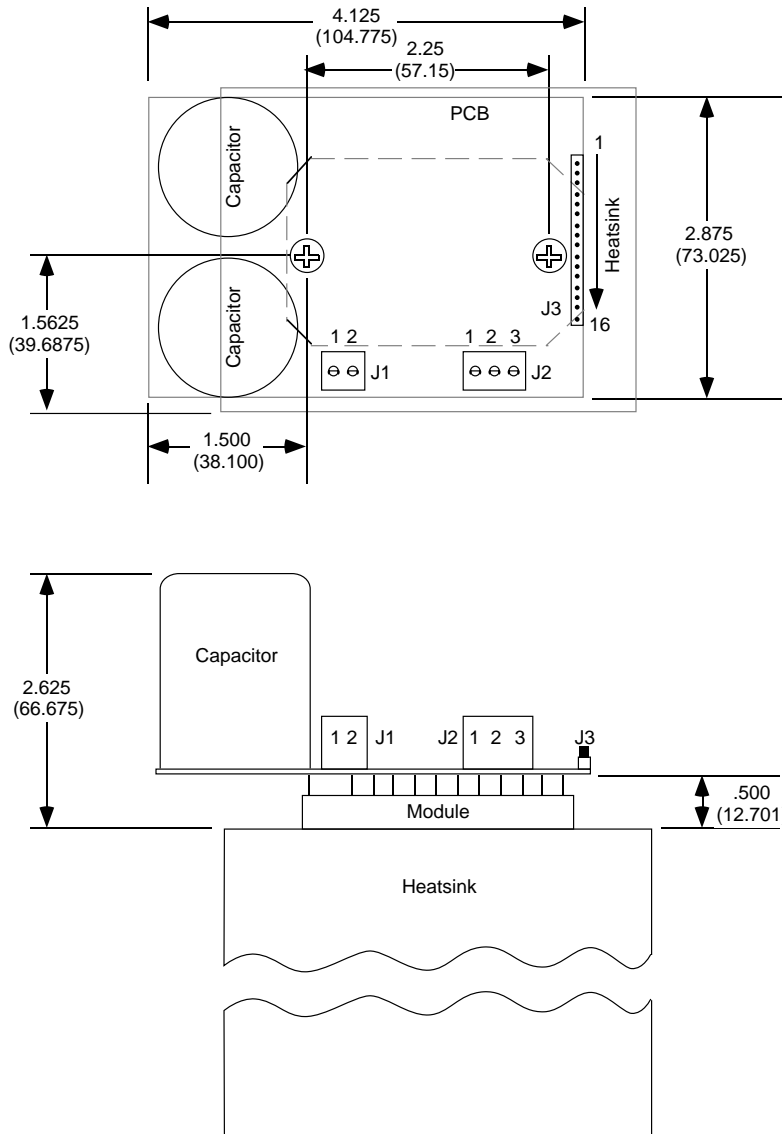 4.125
(104.775)
2.25
(57.15)
PCB
Capacitor
1
Heatsink
2.875
(73.025)
1.5625
(39.6875)
Capacitor
J3
16
1 2
1 2 3
J1
J2
1.500
(38.100)
Capacitor
2.625
(66.675)
1 2
J1
J2
1 2 3
J3
.500
(12.701
Module
Heatsink